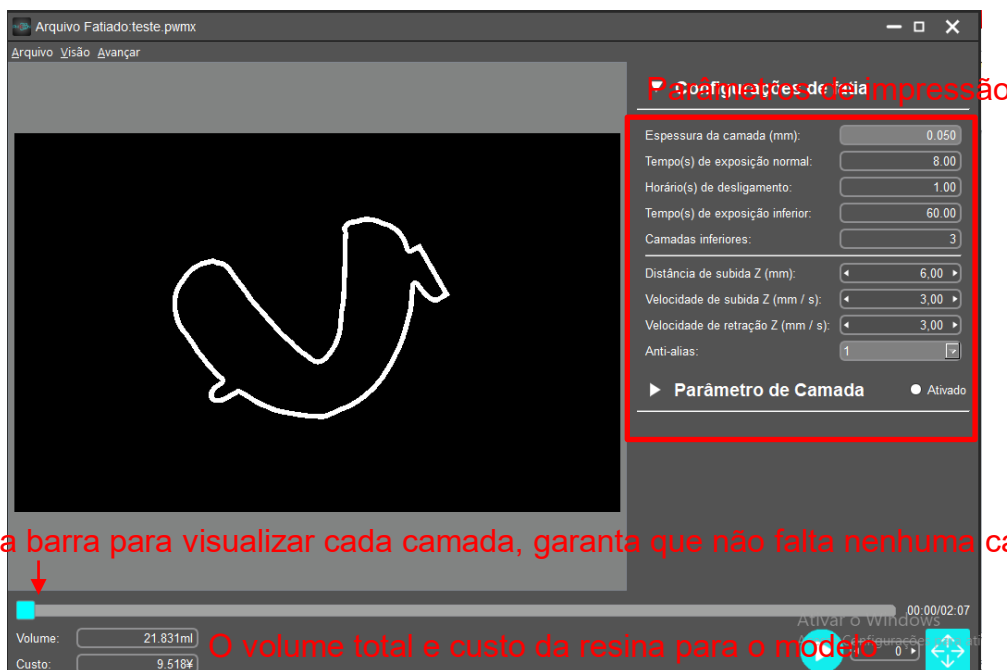 Arquivo Fatiado:teste.pwmx
Arquivo Visão Avançar
Configurações de fatia
Parâmetros de impressão
Espessura da camada (mm): 0.050
Tempo(s) de exposição normal: 8.00
Horário(s) de desligamento: 1.00
Tempo(s) de exposição inferior: 60.00
Camadas inferiores: 3
Distância de subida Z (mm): 6,00
Velocidade de subida Z (mm / s): 3,00
Velocidade de retração Z (mm / s): 3,00
Anti-alias: 1
Parâmetro de Camada Ativado
a barra para visualizar cada camada, garanta que não falta nenhuma ca
00:00/02:07
Ativar o Windows
Volume: 21.831ml
O volume total e custo da resina para o modelo
0
Custo: 9.518¥